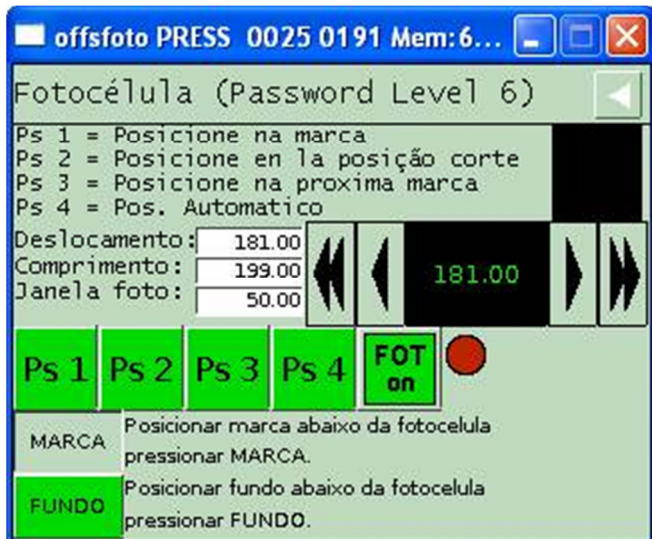 offsfoto PRESS 0025 0191 Mem:6...
Fotocélula (Password Level 6)
Ps 1 = Posicione na marca
Ps 2 = Posicione en la posição corte
Ps 3 = Posicione na proxima marca
Ps 4 = Pos. Automatico
Deslocamento: 181.00
Comprimento: 199.00
Janela foto: 50.00
181.00
Ps 1 Ps 2 Ps 3 Ps 4 FOT on
MARCA
Posicionar marca abaixo da fotocelula
pressionar MARCA.
FUNDO
Posicionar fundo abaixo da fotocelula
pressionar FUNDO.